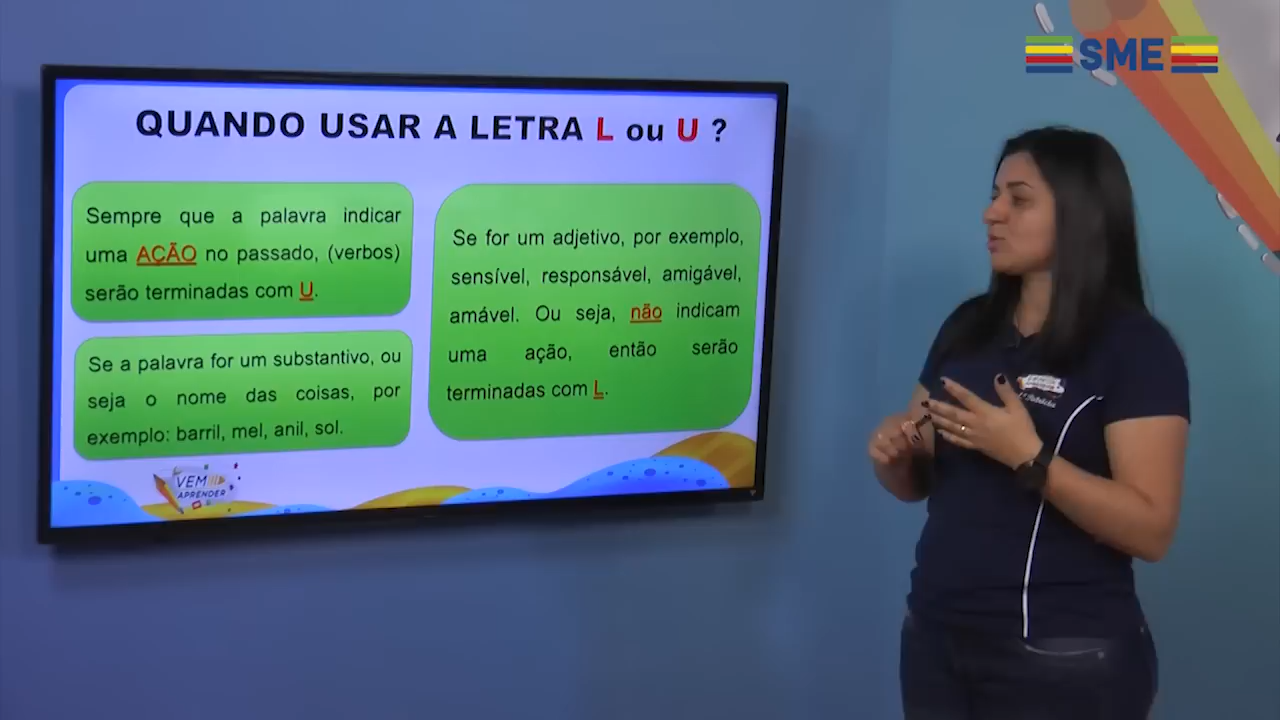 SME
QUANDO USAR A LETRA L ou U ?
Sempre que a palavra indicar
uma AÇÃO no passado, (verbos)
serão terminadas com U.
Se a palavra for um substantivo, ou
seja o nome das coisas, por
exemplo: barril, mel, anil, sol.
Se for um adjetivo, por exemplo,
sensível, responsável, amigável,
amável. Ou seja, não indicam
uma ação, então serão
terminadas com L.
VEM
APRENDER